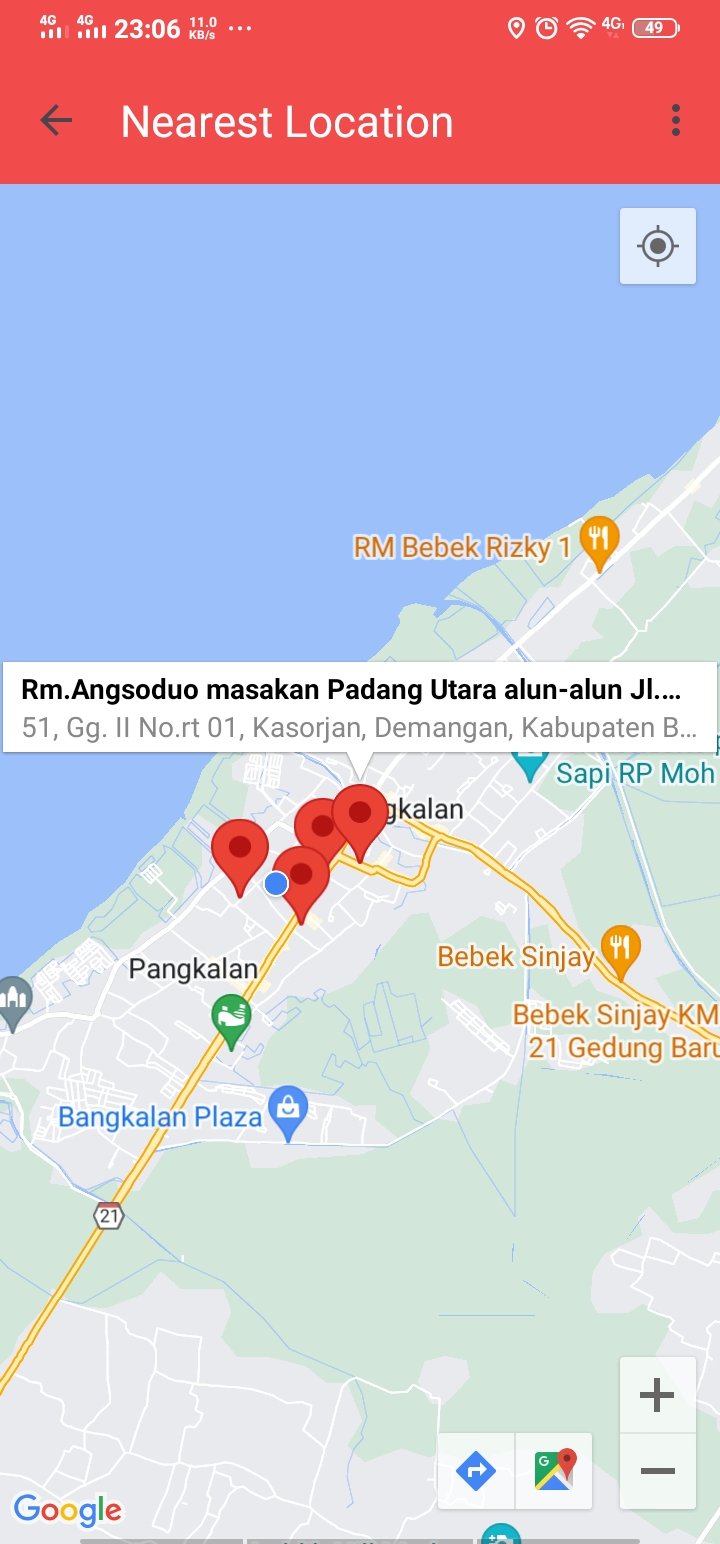 4G 4G 23:06 11.0 KB/s ... 4G 49
Nearest Location
RM Bebek Rizky 1
Rm.Angsoduo masakan Padang Utara alun-alun Jl....
51, Gg. II No.rt 01, Kasorjan, Demangan, Kabupaten B...
Sapi RP Moh
gkalan
Pangkalan
Bebek Sinjay
Bebek Sinjay KM
21 Gedung Baru
Bangkalan Plaza
21
G
Google